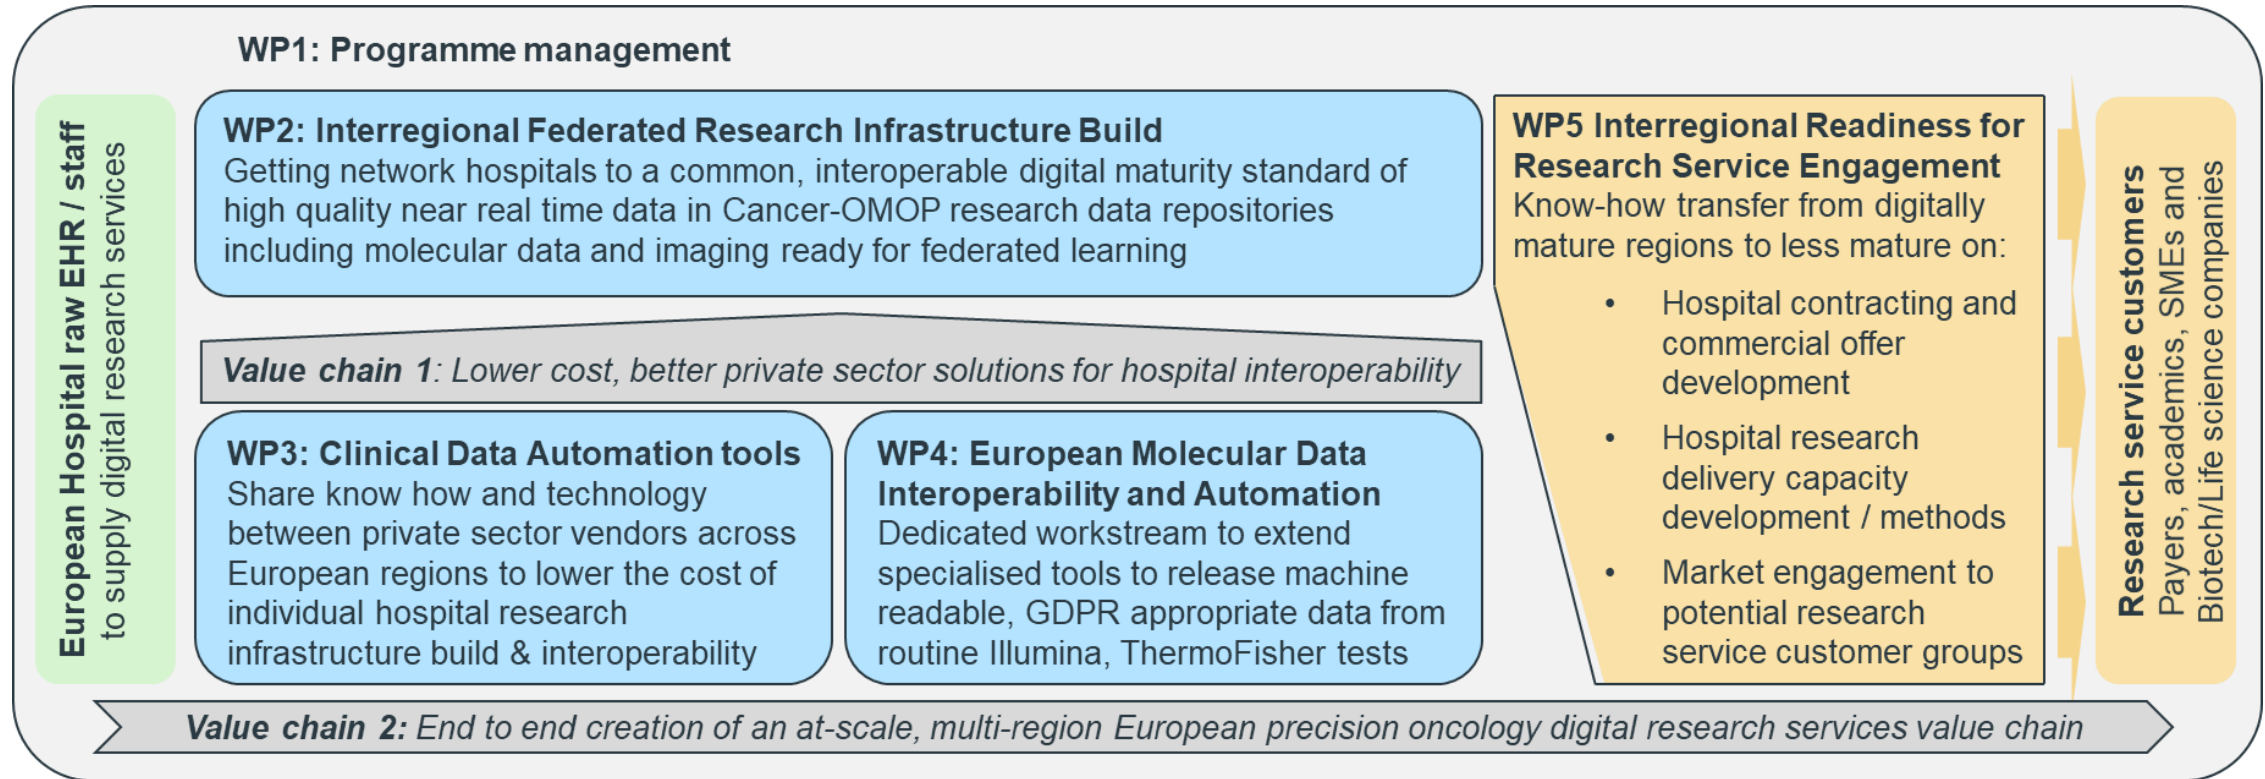 WP1: Programme management
European Hospital raw EHR / staff
to supply digital research services
WP2: Interregional Federated Research Infrastructure Build
Getting network hospitals to a common, interoperable digital maturity standard of
high quality near real time data in Cancer-OMOP research data repositories
including molecular data and imaging ready for federated learning
Value chain 1: Lower cost, better private sector solutions for hospital interoperability
WP3: Clinical Data Automation tools
Share know how and technology
between private sector vendors across
European regions to lower the cost of
individual hospital research
infrastructure build & interoperability
WP4: European Molecular Data
Interoperability and Automation
Dedicated workstream to extend
specialised tools to release machine
readable, GDPR appropriate data from
routine Illumina, ThermoFisher tests
WP5 Interregional Readiness for
Research Service Engagement
Know-how transfer from digitally
mature regions to less mature on:
• Hospital contracting and
commercial offer
development
• Hospital research
delivery capacity
development / methods
• Market engagement to
potential research
service customer groups
Research service customers
Payers, academics, SMEs and
Biotech/Life science companies
Value chain 2: End to end creation of an at-scale, multi-region European precision oncology digital research services value chain